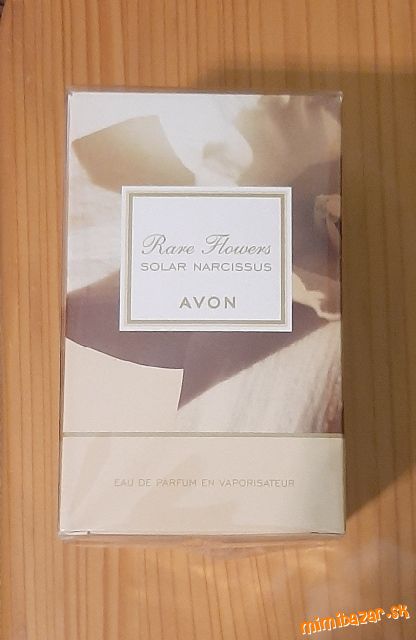 Rare Flowers
SOLAR NARCISSUS
AVON
EAU DE PARFUM EN VAPORISATEUR
mimibazar.sk